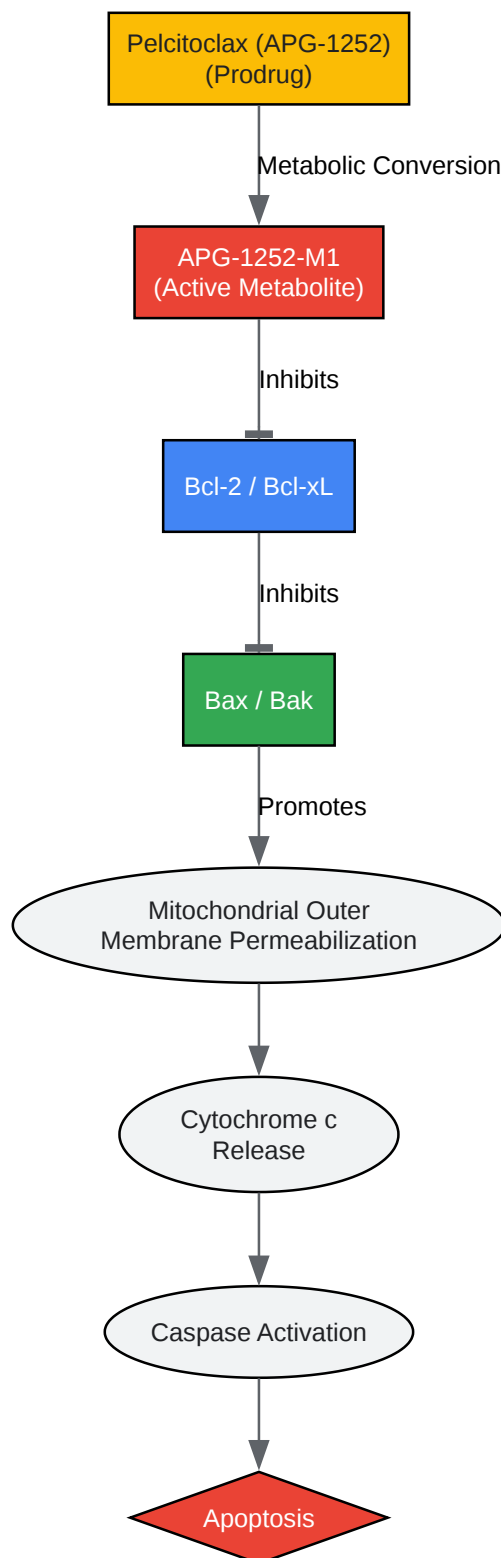 Pelcitoclax (APG-1252)
(Prodrug)
Metabolic Conversion
APG-1252-M1
(Active Metabolite)
Inhibits
Bcl-2 / Bcl-xL
Inhibits
Bax / Bak
Promotes
Mitochondrial Outer
Membrane Permeabilization
Cytochrome c
Release
Caspase Activation
Apoptosis